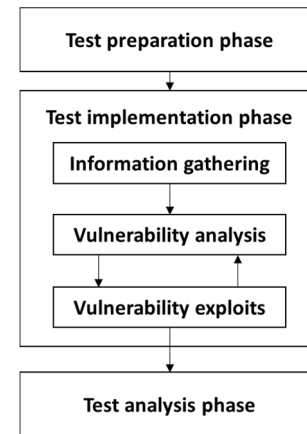 Test preparation phase
Test implementation phase
Information gathering
Vulnerability analysis
Vulnerability exploits
Test analysis phase